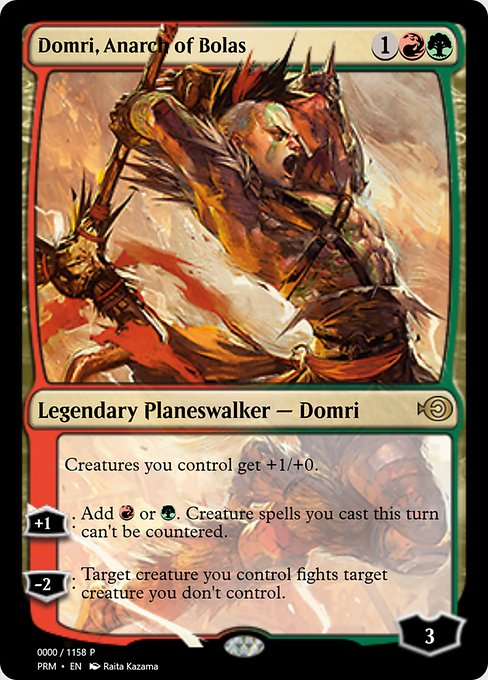 Domri, Anarch of Bolas 1
Legendary Planeswalker — Domri
Creatures you control get +1/+0.
+1 : Add or . Creature spells you cast this turn
can't be countered.
-2 : Target creature you control fights target
creature you don't control.
3
0000 / 1158 P
PRM • EN Raita Kazama